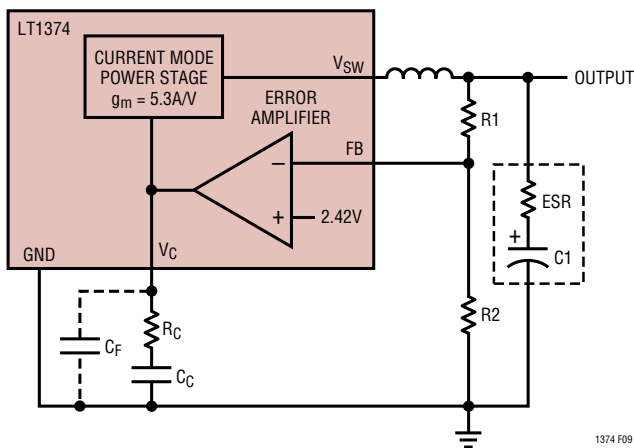 LT1374
CURRENT MODE
POWER STAGE
gm = 5.3A/V
VSW
OUTPUT
ERROR
AMPLIFIER
R1
FB
–
+
2.42V
ESR
+
C1
GND
VC
RC
R2
CF
CC
1374 F09